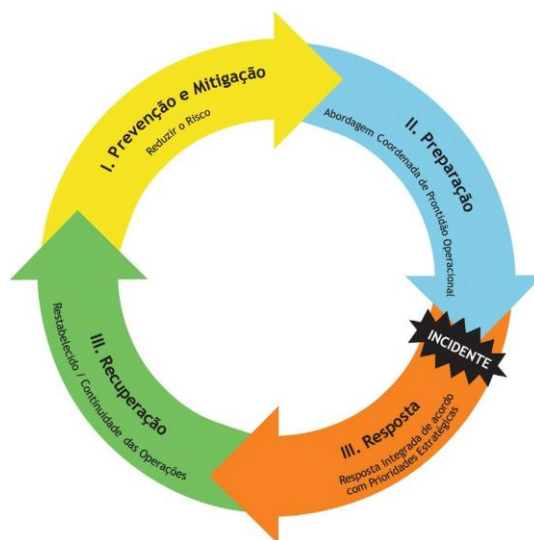 I. Prevenção e Mitigação
Reduzir o Risco
II. Preparação
Abordagem Coordenada de Prontidão Operacional
INCIDENTE
III. Resposta
Resposta Integrada de acordo
com Prioridades Estratégicas
III. Recuperação
Restabelecido / Continuidade das Operações